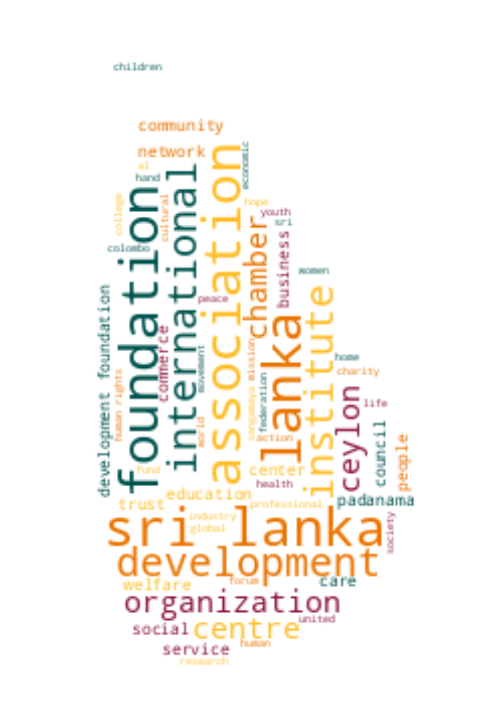 children
community
network
al
hand
economic
college
cultural
hope
youth
sri
colombo
foundation
international
association
chamber
business
women
peace
development foundation
commerce
movement
lanka
institute
home
charity
human rights
mission
sangamaya
federation
life
ceylon
world
action
council
people
fund
center
health
education
trust
professional
padanama
industry
global
sri lanka
society
development
welfare
forum
care
organization
united
social
centre
human
service
research